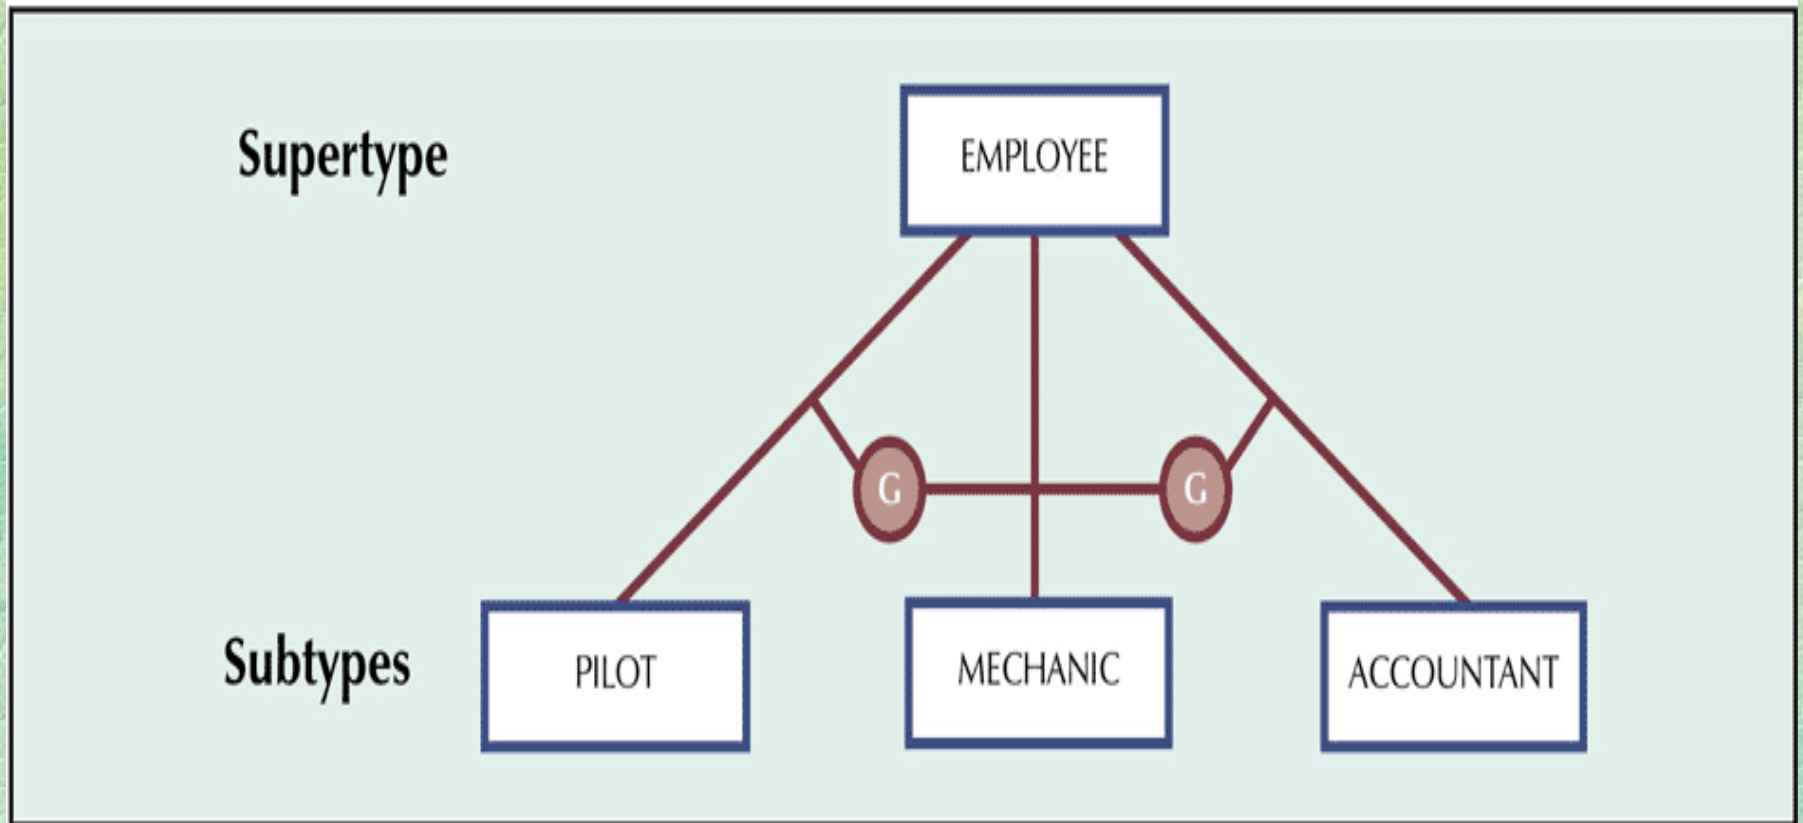 Supertype
EMPLOYEE
G
G
Subtypes
PILOT
MECHANIC
ACCOUNTANT